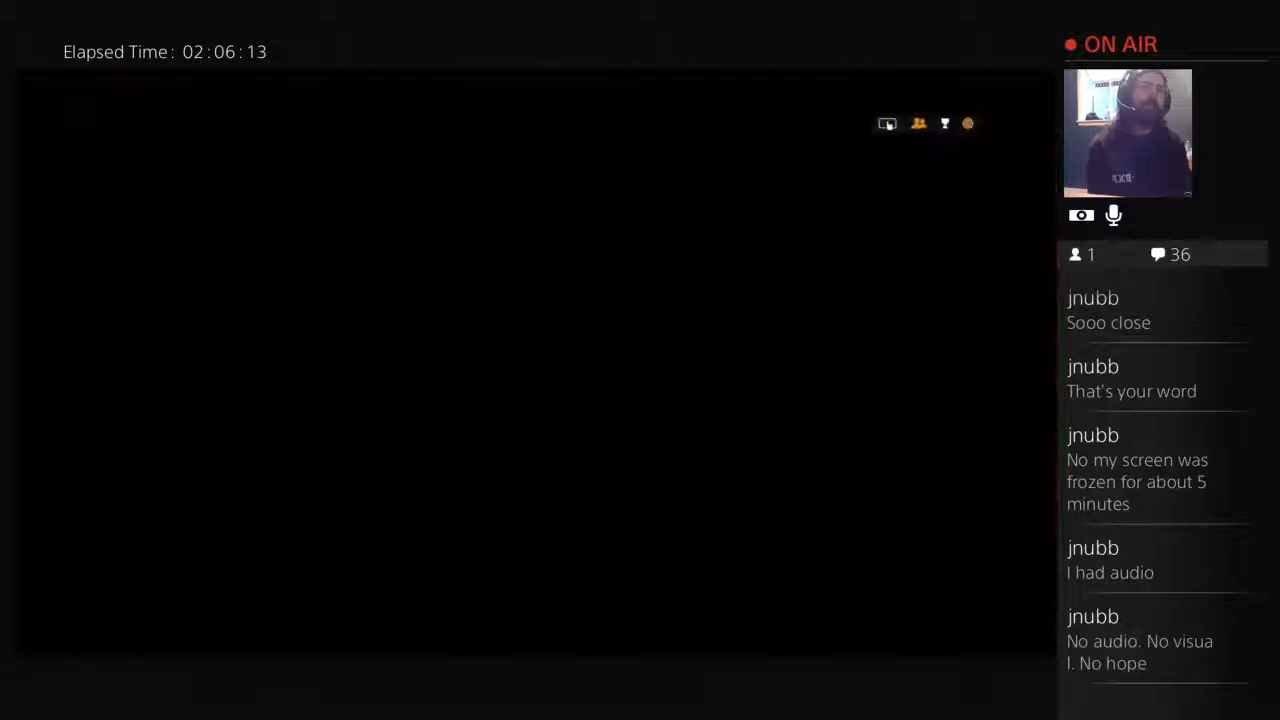 Elapsed Time: 02:06:13
ON AIR
1 36
jnubb
Sooo close
jnubb
That's your word
jnubb
No my screen was
frozen for about 5
minutes
jnubb
I had audio
jnubb
No audio. No visua
l. No hope